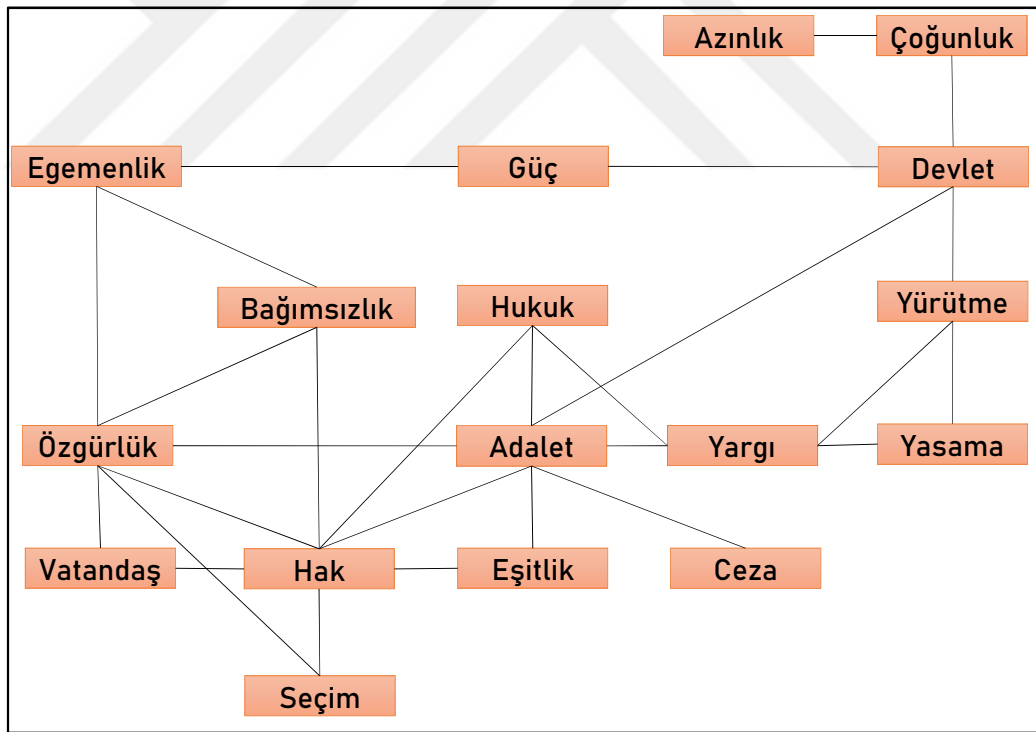 Azınlık
Çoğunluk
Egemenlik
Güç
Devlet
Bağımsızlık
Hukuk
Yürütme
Özgürlük
Adalet
Yargı
Yasama
Vatandaş
Hak
Eşitlik
Ceza
Seçim